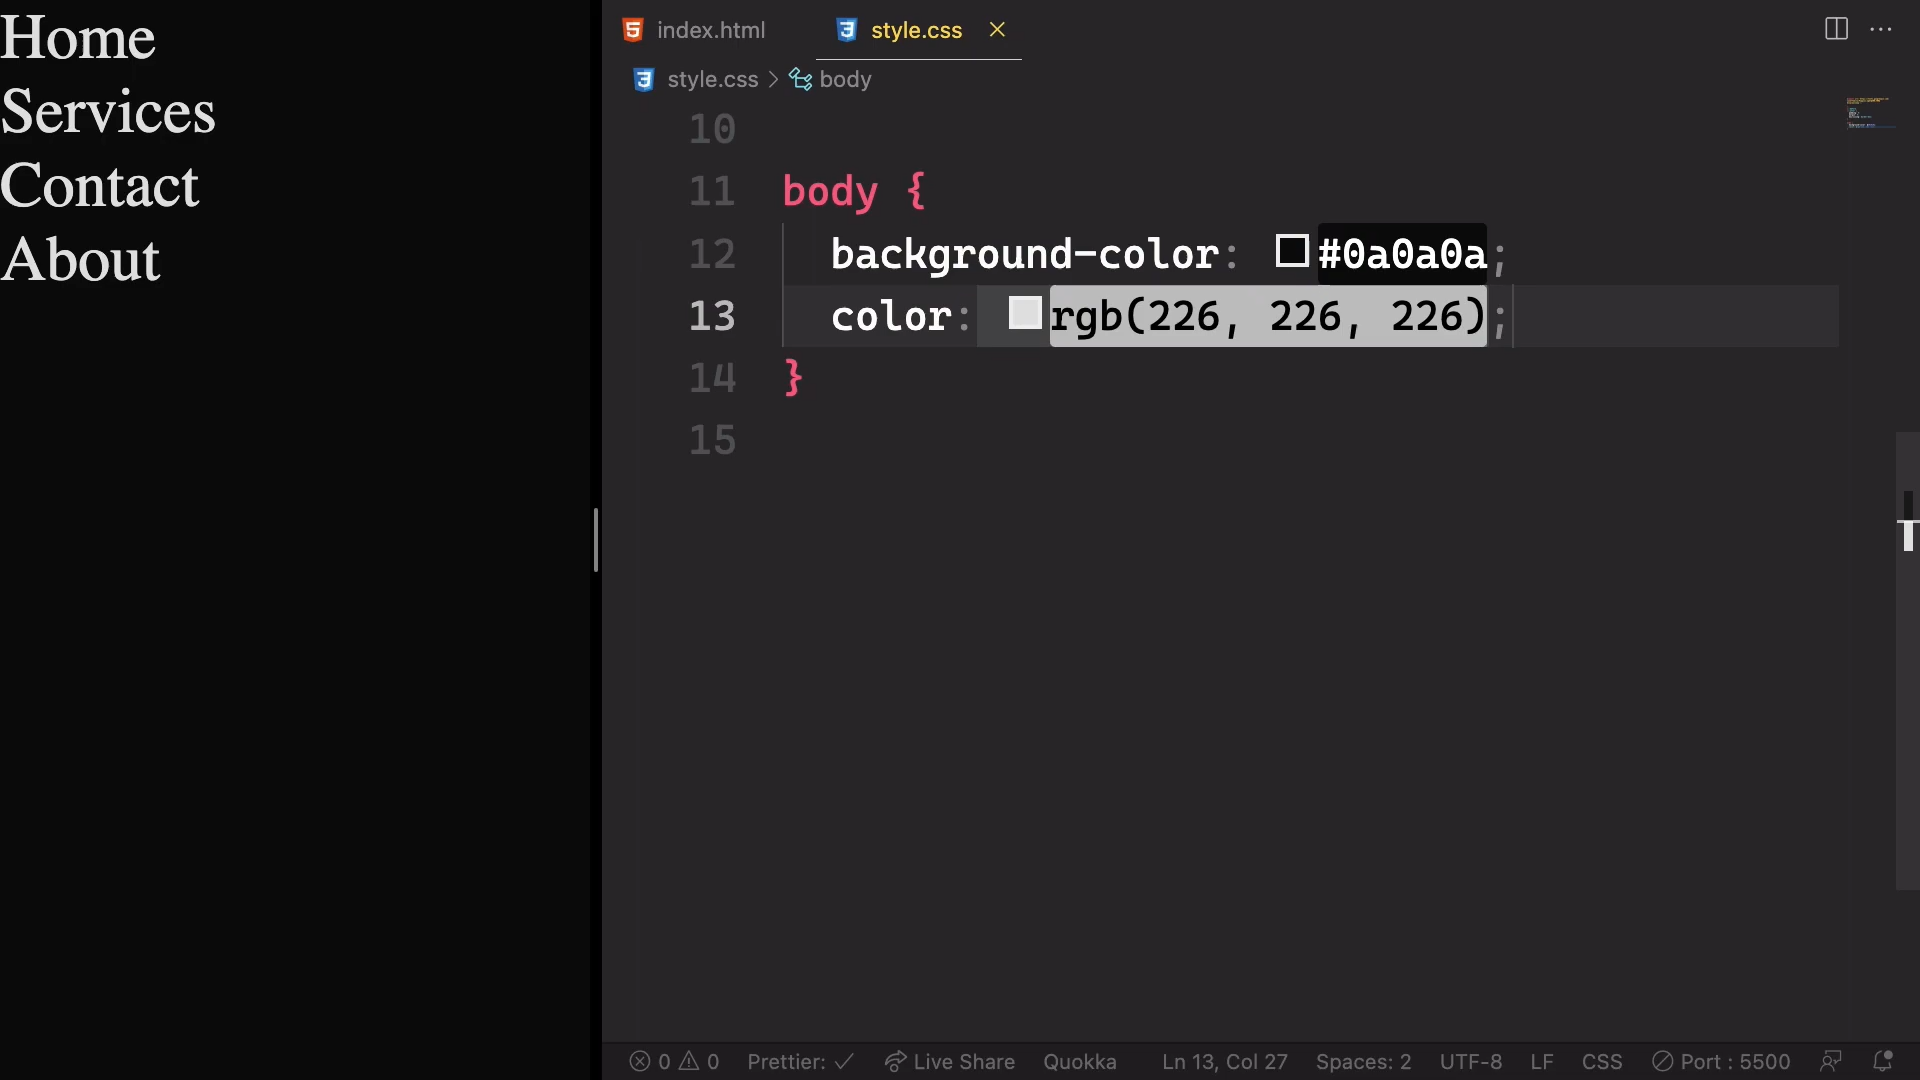 Home
Services
Contact
About
index.html
style.css
style.css > body
10
11 body {
12 background-color: #0a0a0a;
13 color: rgb(226, 226, 226);
14 }
15
0 0 Prettier: ✓ Live Share Quokka Ln 13, Col 27 Spaces: 2 UTF-8 LF CSS Port : 5500